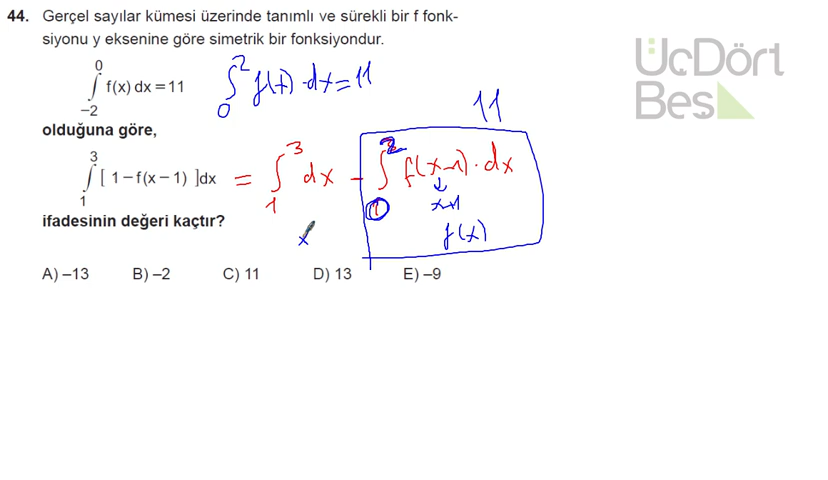 44. Gerçel sayılar kümesi üzerinde tanımlı ve sürekli bir f fonk-
siyonu y eksenine göre simetrik bir fonksiyondur.
ÜçDört
Beş
∫₋₂⁰ f(x) dx = 11
∫₀² f(x) · dx = 11
11
olduğuna göre,
∫₁³ [ 1 – f(x – 1) ]dx = ∫₁³ dx – ∫ f(x-1) · dx
x+1
f(x)
x
ifadesinin değeri kaçtır?
A) –13 B) –2 C) 11 D) 13 E) –9